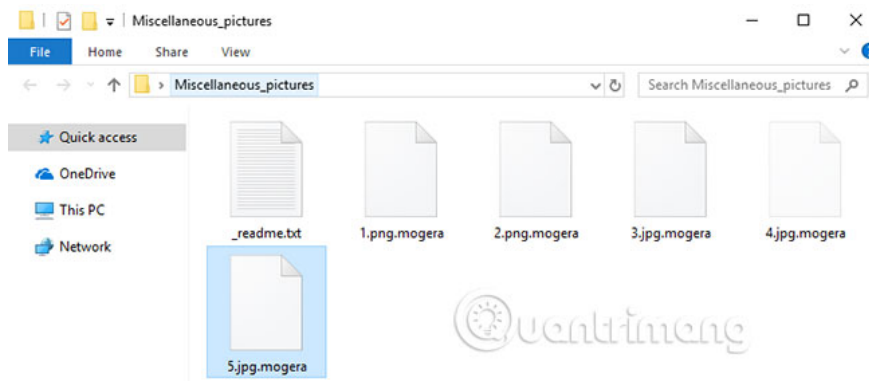 Miscellaneous_pictures
File Home Share View
Miscellaneous_pictures
Search Miscellaneous_pictures
Quick access
OneDrive
This PC
Network
_readme.txt 1.png.mogera 2.png.mogera 3.jpg.mogera 4.jpg.mogera
5.jpg.mogera
Quantrimang